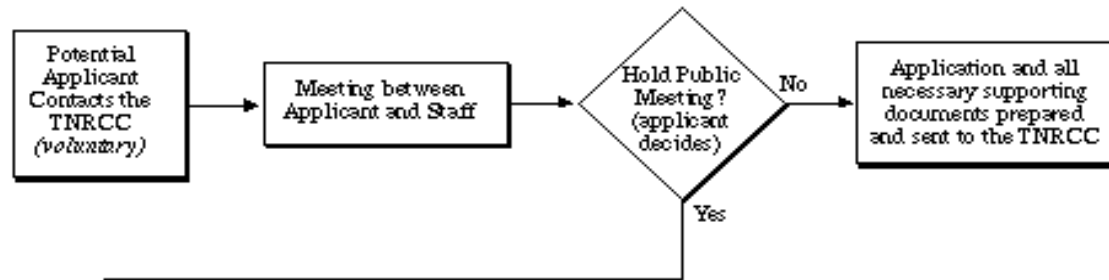 Potential
Applicant
Contacts the
TNRCC
(voluntary)
Meeting between
Applicant and Staff
Hold Public
Meeting?
(applicant
decides)
No
Yes
Application and all
necessary supporting
documents prepared
and sent to the TNRCC